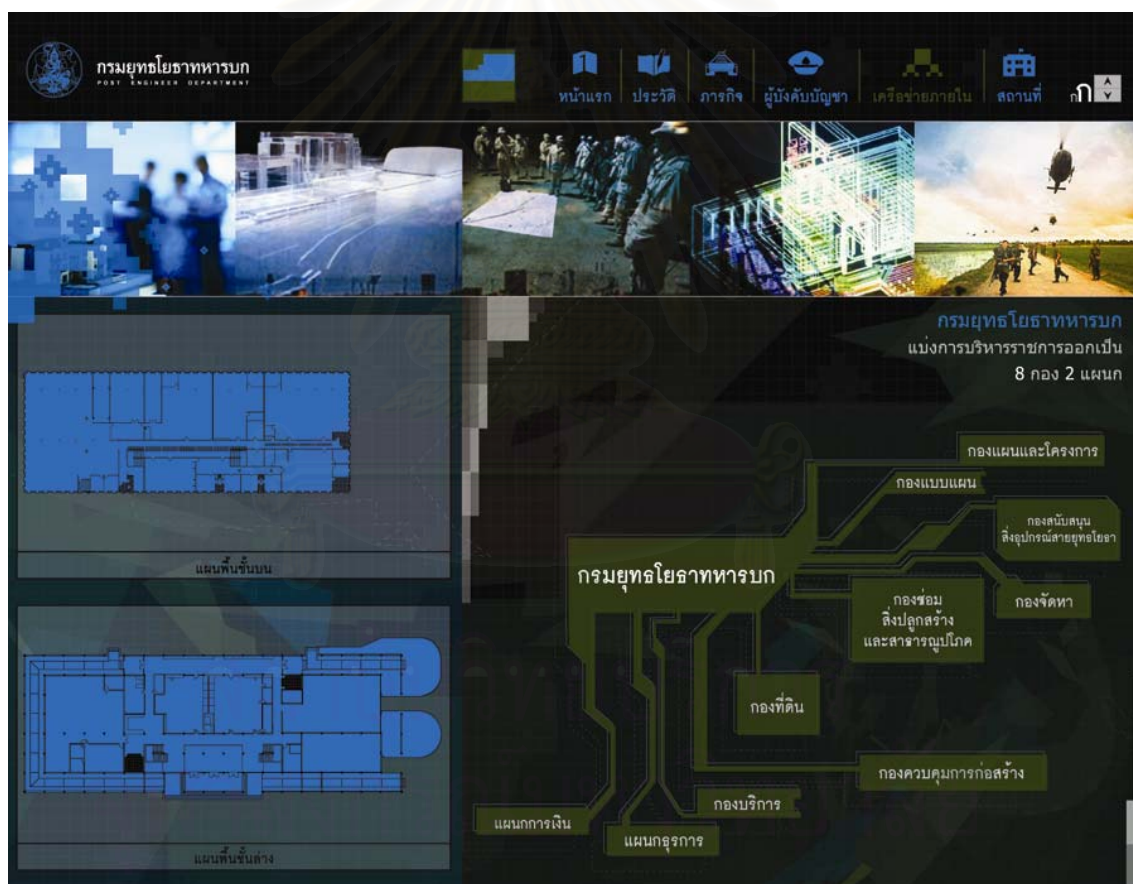 กรมยุทธโยธาทหารบก
POST ENGINEER DEPARTMENT
1
หน้าแรก
ประวัติ
ภารกิจ
ผู้บังคับบัญชา
เครือข่ายภายใน
สถานที่
กก
กรมยุทธโยธาทหารบก
แบ่งการบริหารราชการออกเป็น
8 กอง 2 แผนก
แผนพื้นชั้นบน
แผนพื้นชั้นล่าง
กรมยุทธโยธาทหารบก
กองแผนและโครงการ
กองแบบแผน
กองสนับสนุน
สิ่งอุปกรณ์สายยุทธโยธา
กองจัดหา
กองซ่อม
สิ่งปลูกสร้าง
และสาธารณูปโภค
กองที่ดิน
กองควบคุมการก่อสร้าง
กองบริการ
แผนกธุรการ
แผนกการเงิน